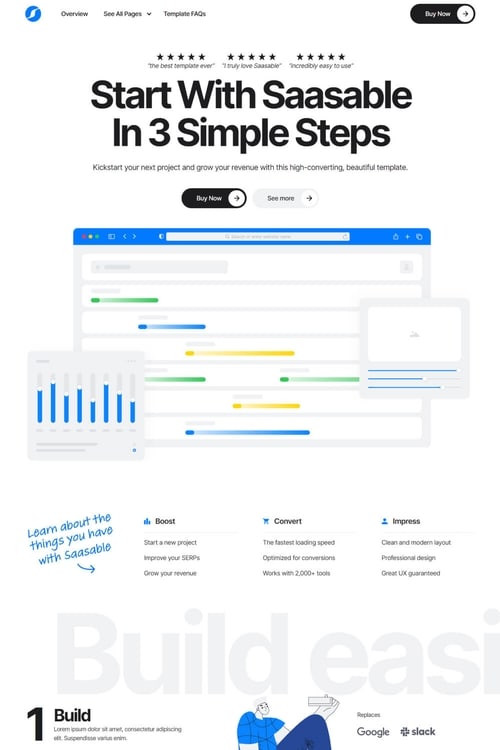 Overview See All Pages Template FAQs Buy Now
"the best template ever" "I truly love Saasable" "incredibly easy to use"
Start With Saasable
In 3 Simple Steps
Kickstart your next project and grow your revenue with this high-converting, beautiful template.
Buy Now See more
Search or enter website name
Learn about the
things you have
with Saasable
Boost
Start a new project
Improve your SERPs
Grow your revenue
Convert
The fastest loading speed
Optimized for conversions
Works with 2,000+ tools
Impress
Clean and modern layout
Professional design
Great UX guaranteed
Build easi
1 Build
Lorem ipsum dolor sit amet, consectetur adipiscing
elit. Suspendisse varius enim.
Replaces
Google slack